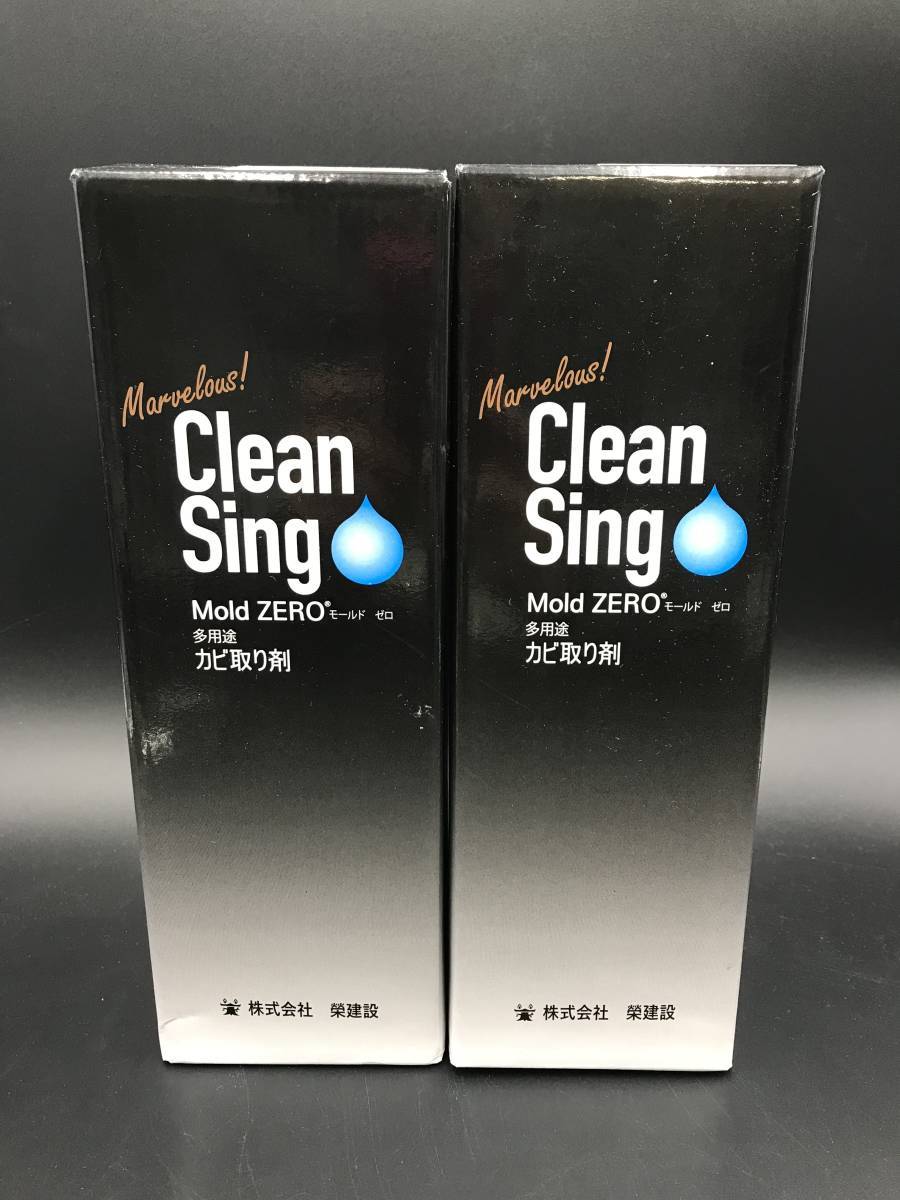 Marvelous!
Clean
Sing
Mold ZERO® モールド ゼロ
多用途
カビ取り剤
株式会社 榮建設
Marvelous!
Clean
Sing
Mold ZERO® モールド ゼロ
多用途
カビ取り剤
株式会社 榮建設